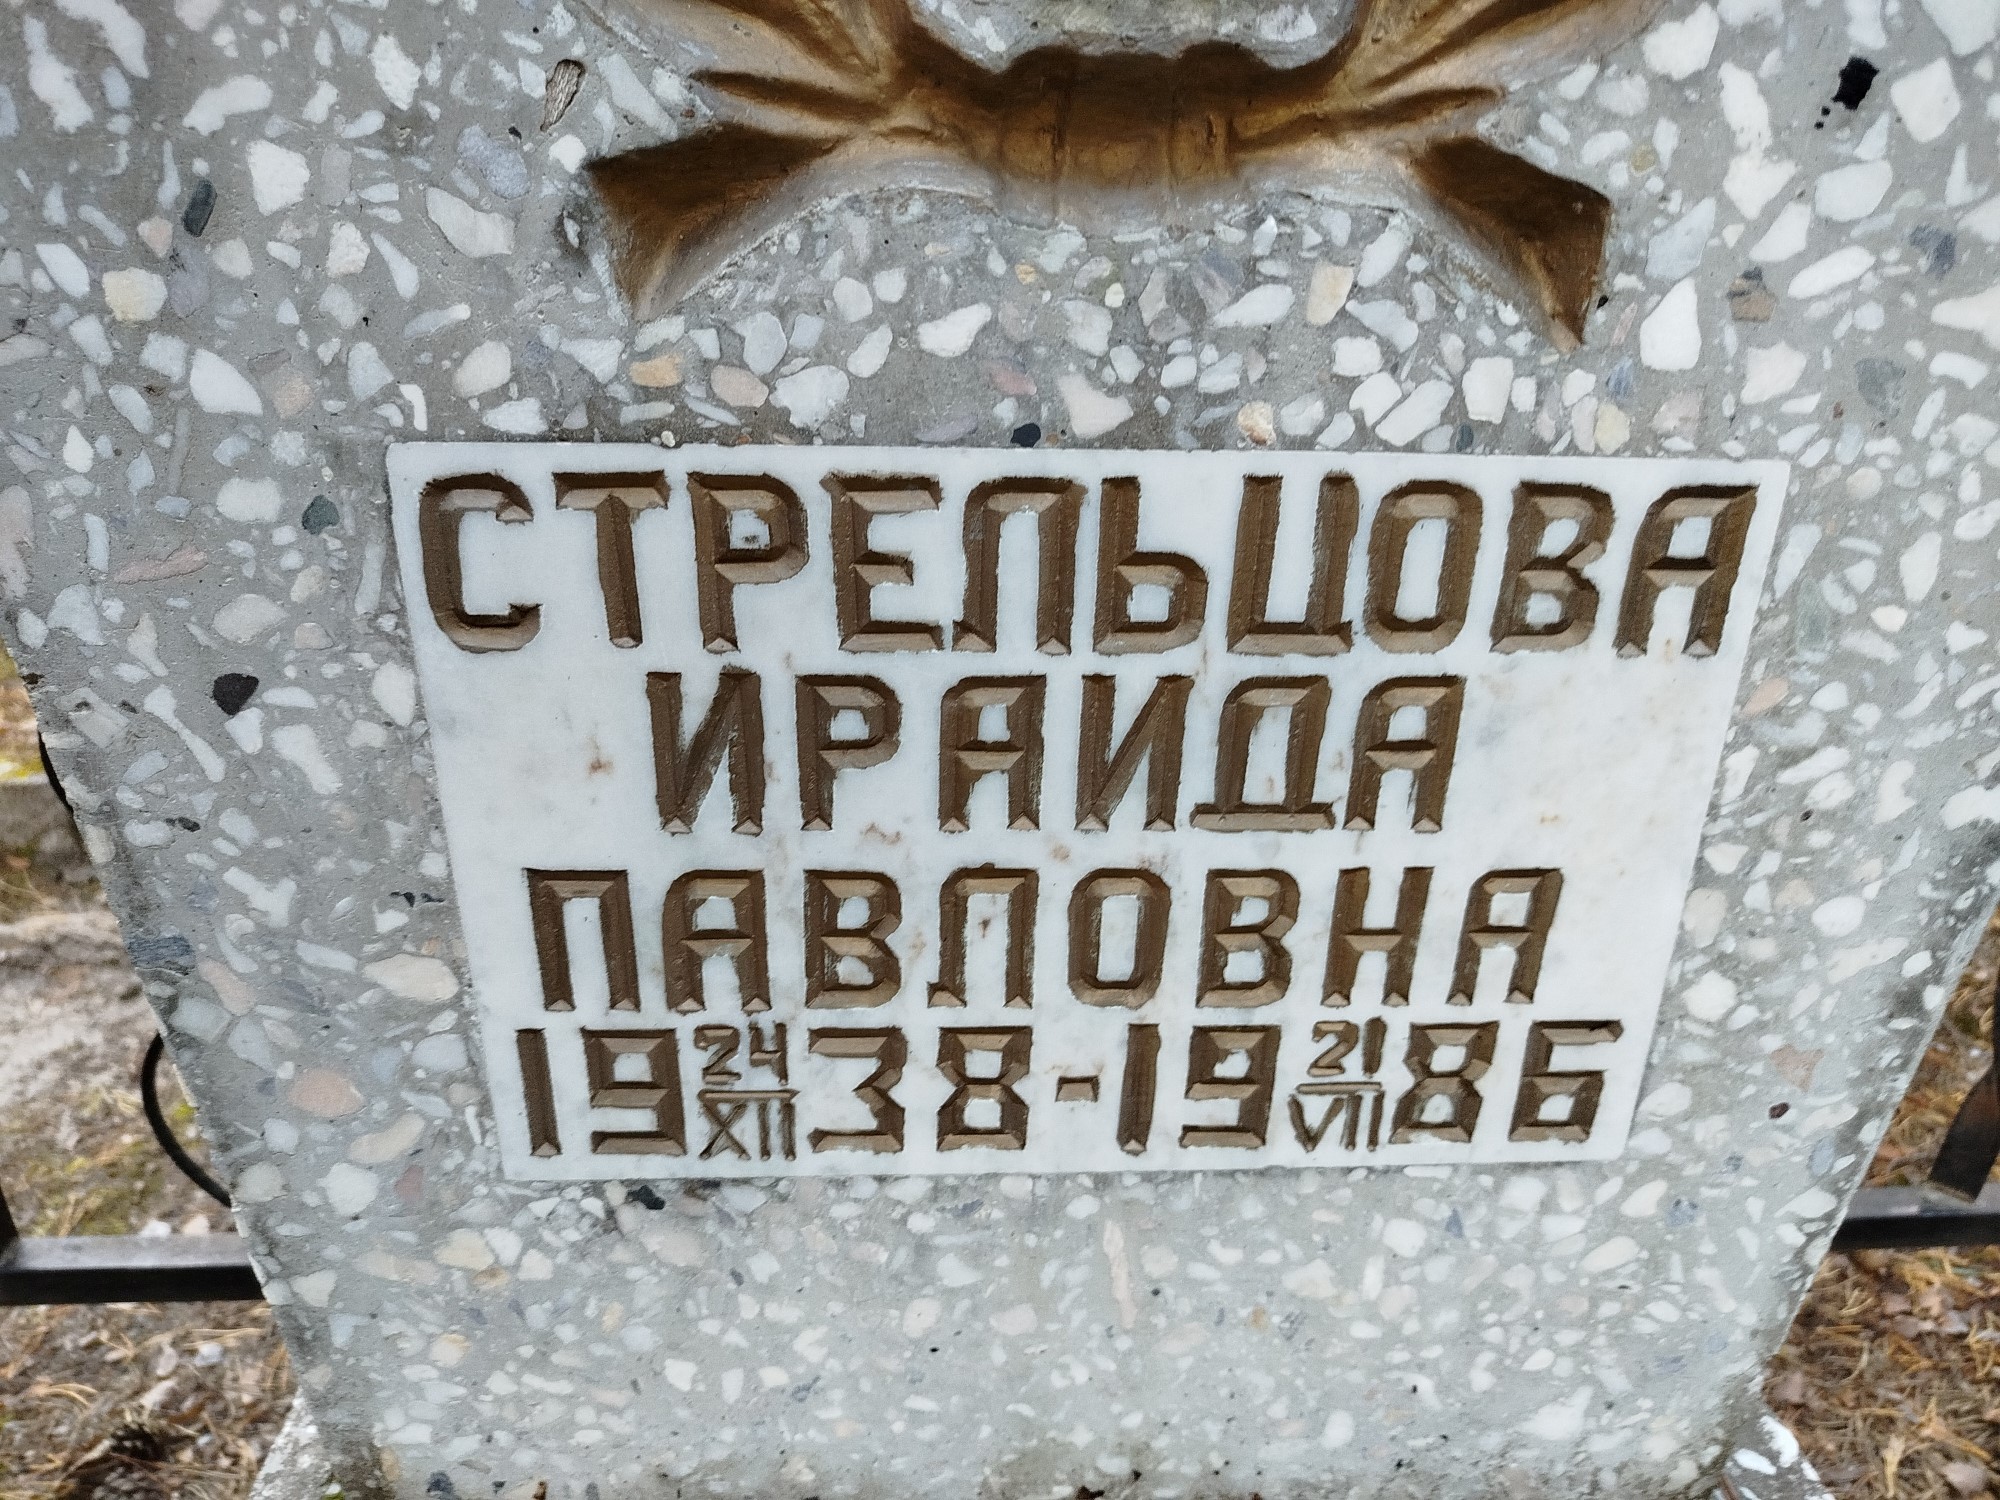 СТРЕЛЬЦОВА
ИРАИДА
ПАВЛОВНА
19 24/XII 38 - 19 21/VII 86